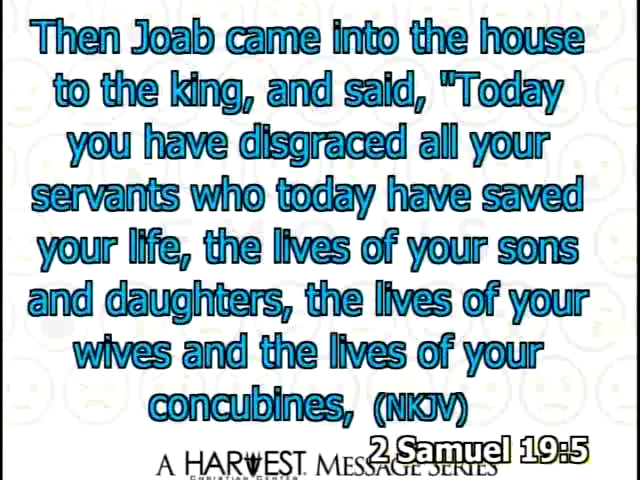 Then Joab came into the house
to the king, and said, "Today
you have disgraced all your
servants who today have saved
your life, the lives of your sons
and daughters, the lives of your
wives and the lives of your
concubines, (NKJV)
2 Samuel 19:5
A HARVEST MESSAGE SERIES
CHRISTIAN CENTER